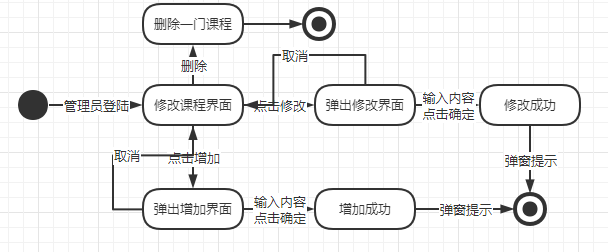 删除一门课程
取消
删除
管理员登陆
修改课程界面
点击修改
弹出修改界面
输入内容
点击确定
修改成功
取消
点击增加
弹窗提示
弹出增加界面
输入内容
点击确定
增加成功
弹窗提示